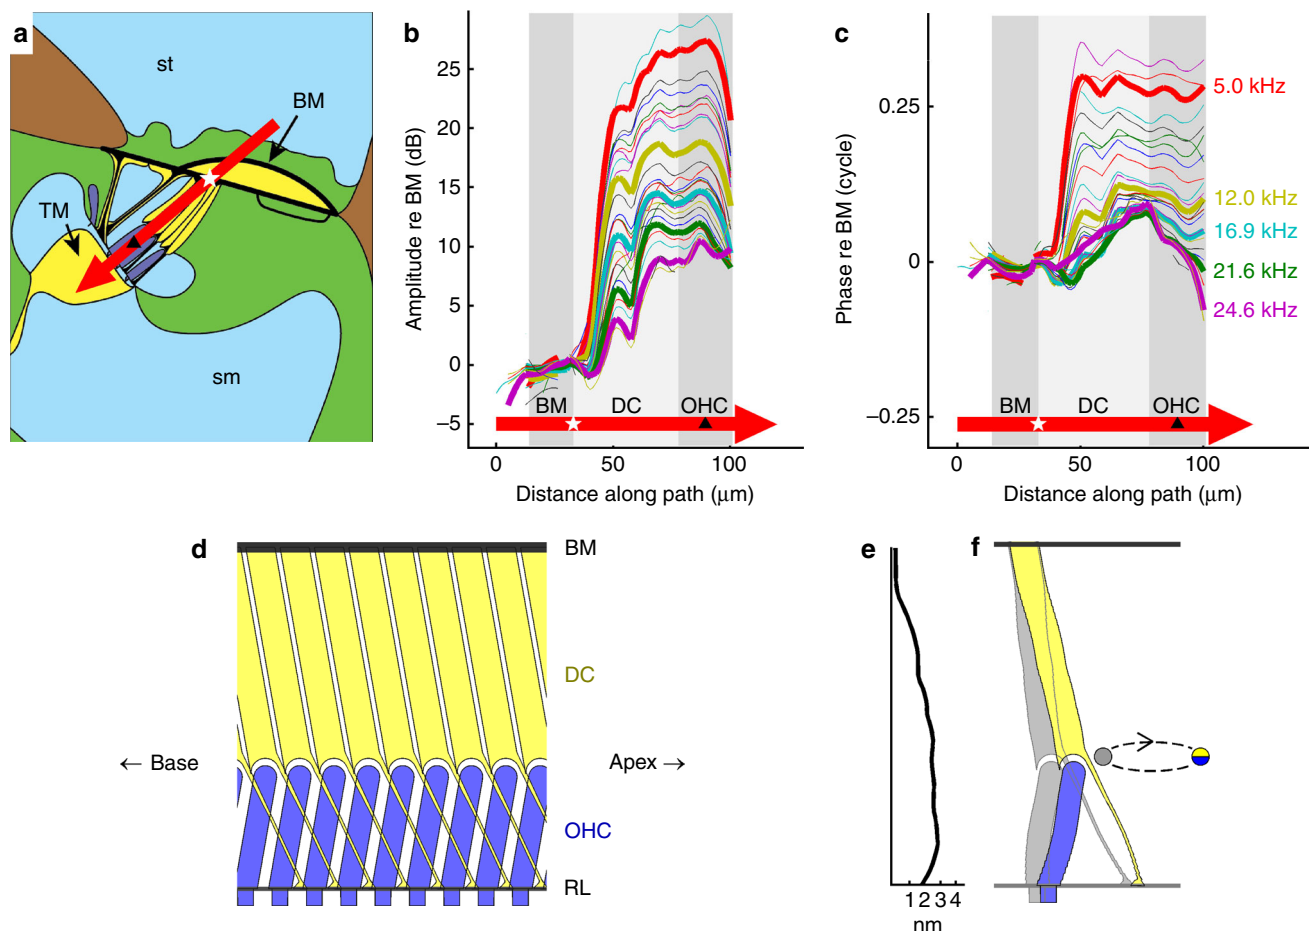 a
st
BM
TM
sm
b
Amplitude re BM (dB)
25
20
15
10
5
0
−5
BM
DC
OHC
0
50
100
Distance along path (μm)
c
Phase re BM (cycle)
0.25
0
−0.25
5.0 kHz
12.0 kHz
16.9 kHz
21.6 kHz
24.6 kHz
BM
DC
OHC
0
50
100
Distance along path (μm)
d
BM
DC
← Base
Apex →
OHC
RL
e
1 2 3 4
nm
f